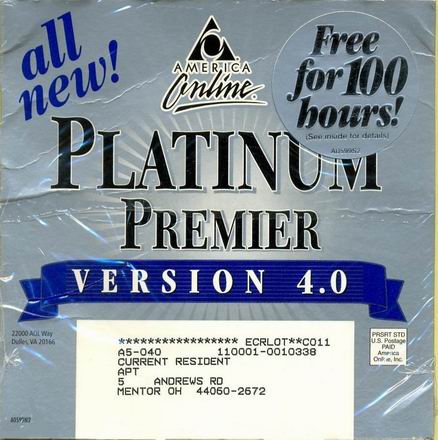 all
new!
AMERICA
Online
Free
for 100
hours!
(See inside for details)
A0599S2
PLATINUM
PREMIER
VERSION 4.0
22000 AOL Way
Dulles, VA 20166
***************** ECRLOT**C011
A5-040 110001-0010338
CURRENT RESIDENT
APT
5 ANDREWS RD
MENTOR OH 44060-2672
PRSRT STD
U.S. Postage
PAID
America
Online, Inc.